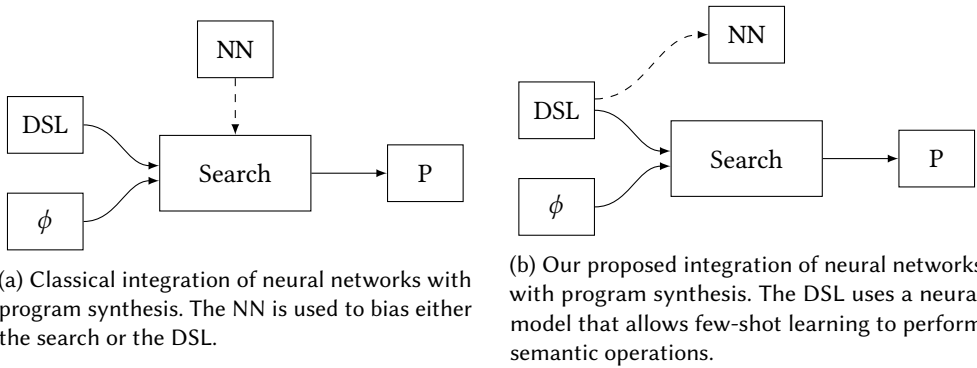 NN
DSL
Search
P
ϕ
(a) Classical integration of neural networks with
program synthesis. The NN is used to bias either
the search or the DSL.
NN
DSL
Search
P
ϕ
(b) Our proposed integration of neural networks
with program synthesis. The DSL uses a neural
model that allows few-shot learning to perform
semantic operations.